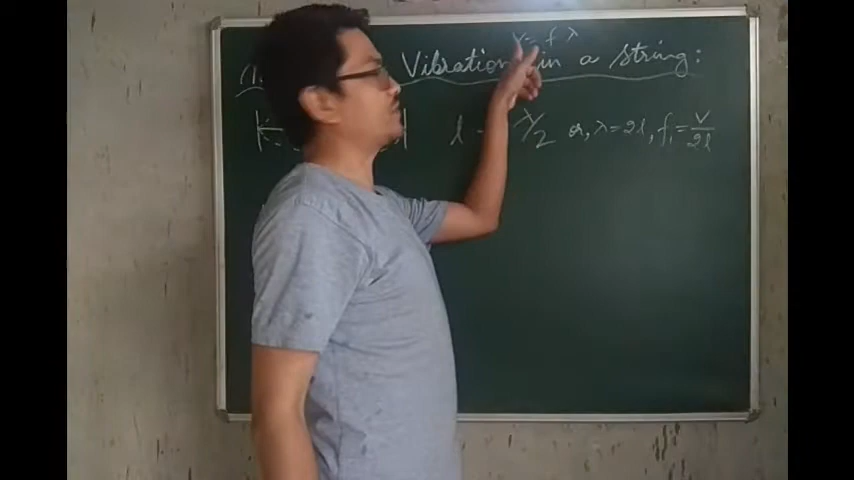 v = f λ
Vibration in a string :
l = λ/2 or, λ = 2l, f₁ = v/2l